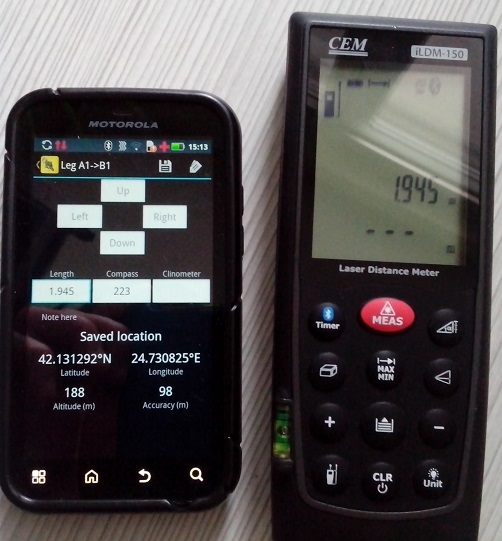 MOTOROLA
15:13
Leg A1->B1
Up
Left Right
Down
Length Compass Clinometer
1.945 223
Note here
Saved location
42.131292°N 24.730825°E
Latitude Longitude
188 98
Altitude (m) Accuracy (m)
CEM iLDM-150
1.945
- - -
Laser Distance Meter
Timer
MEAS
MAX
MIN
+ -
CLR
Unit